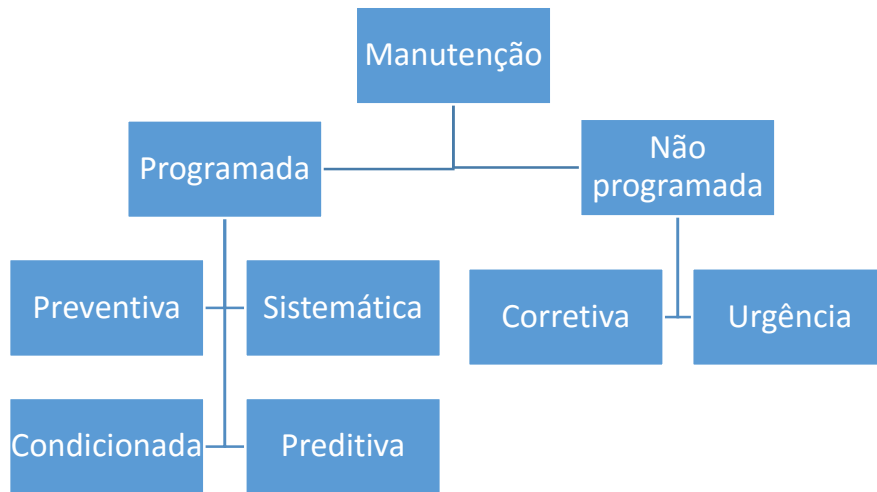 Manutenção
Programada
Não
programada
Preventiva
Sistemática
Corretiva
Urgência
Condicionada
Preditiva